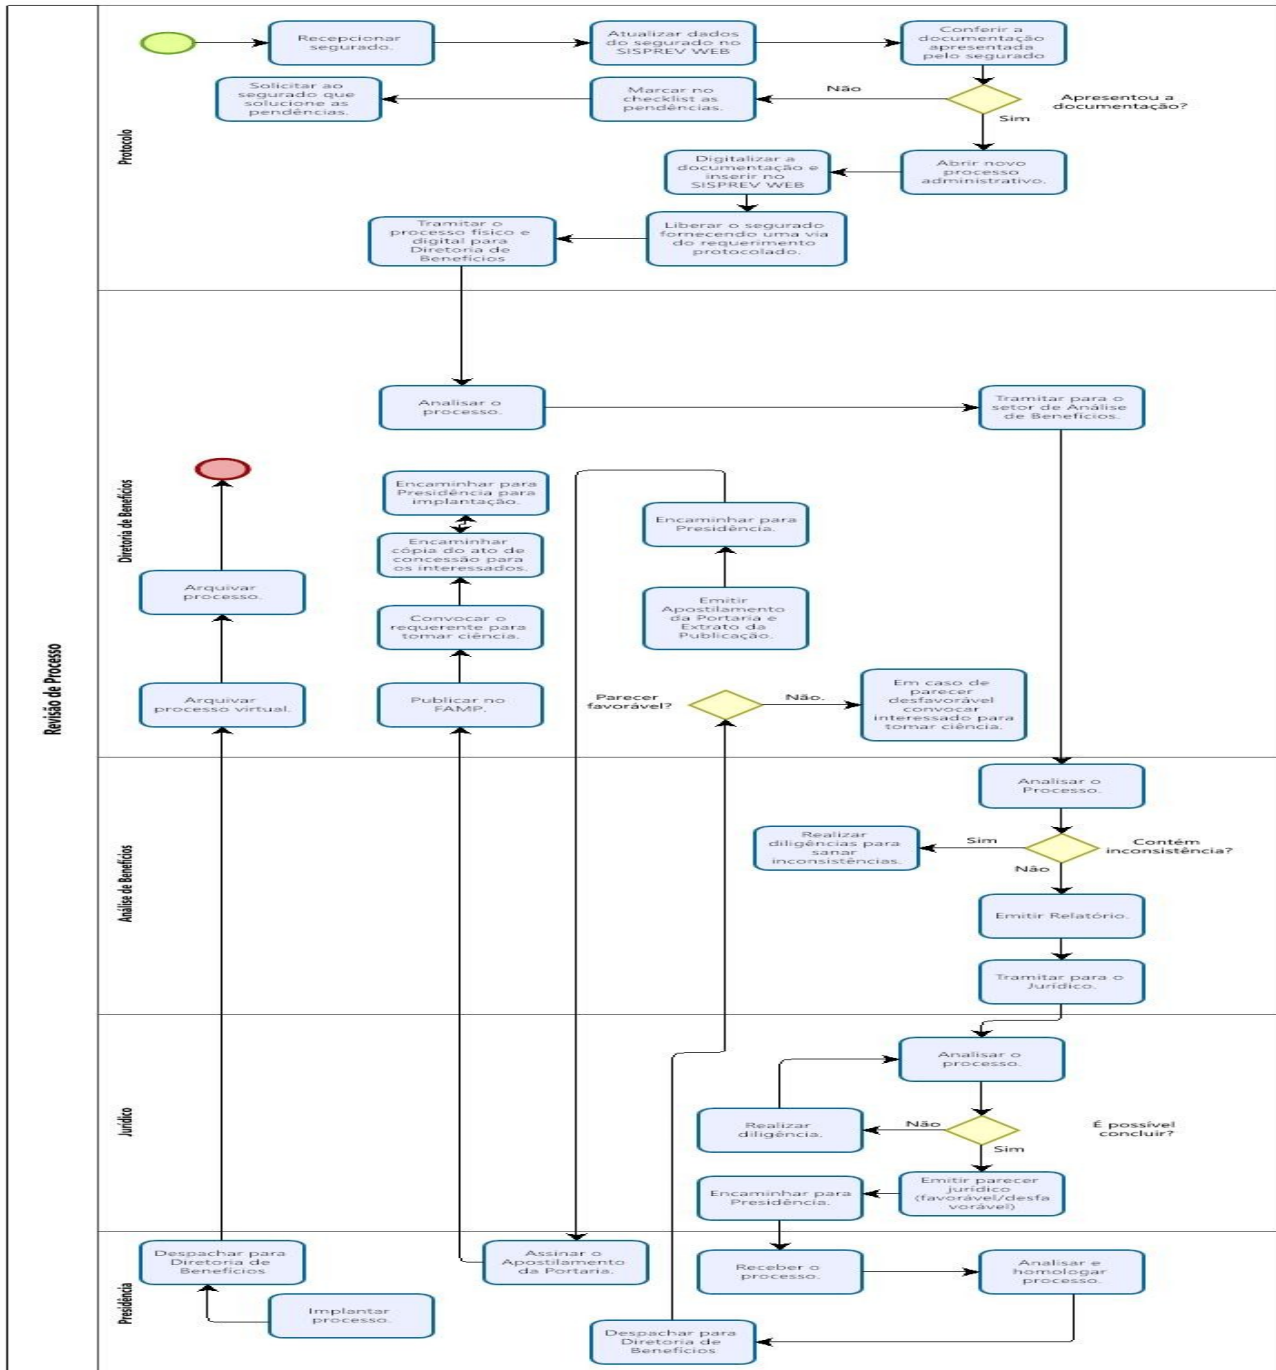 Revisão de Processo
Protocolo
Recepcionar
segurado.
Atualizar dados
do segurado no
SISPREV WEB
Conferir a
documentação
apresentada
pelo segurado
Solicitar ao
segurado que
solucione as
pendências.
Marcar no
checklist as
pendências.
Não
Apresentou a
documentação?
Sim
Digitalizar a
documentação e
inserir no
SISPREV WEB
Abrir novo
processo
administrativo.
Tramitar o
processo físico e
digital para
Diretoria de
Benefícios
Liberar o segurado
fornecendo uma via
do requerimento
protocolado.
Diretoria de Benefícios
Analisar o
processo.
Tramitar para o
setor de Análise
de Benefícios.
Encaminhar para
Presidência para
implantação.
Encaminhar para
Presidência.
Encaminhar
cópia do ato de
concessão para
os interessados.
Arquivar
processo.
Emitir
Apostilamento
da Portaria e
Extrato da
Publicação.
Convocar o
requerente para
tomar ciência.
Arquivar
processo virtual.
Publicar no
FAMP.
Parecer
favorável?
Não.
Em caso de
parecer
desfavorável
convocar
interessado para
tomar ciência.
Análise de Benefícios
Analisar o
Processo.
Realizar
diligências para
sanar
inconsistências.
Sim
Contém
inconsistência?
Não
Emitir Relatório.
Tramitar para o
Jurídico.
Jurídico
Analisar o
processo.
Realizar
diligência.
Não
É possível
concluir?
Sim
Encaminhar para
Presidência.
Emitir parecer
jurídico
(favorável/desfa
vorável)
Presidência
Despachar para
Diretoria de
Benefícios
Assinar o
Apostilamento
da Portaria.
Receber o
processo.
Analisar e
homologar
processo.
Implantar
processo.
Despachar para
Diretoria de
Benefícios